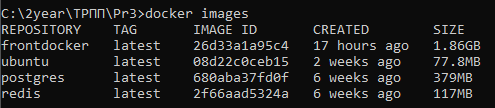 C:\2year\ТРПП\Pr3>docker images
REPOSITORY TAG IMAGE ID CREATED SIZE
frontdocker latest 26d33a1a95c4 17 hours ago 1.86GB
ubuntu latest 08d22c0ceb15 2 weeks ago 77.8MB
postgres latest 680aba37fd0f 6 weeks ago 379MB
redis latest 2f66aad5324a 6 weeks ago 117MB